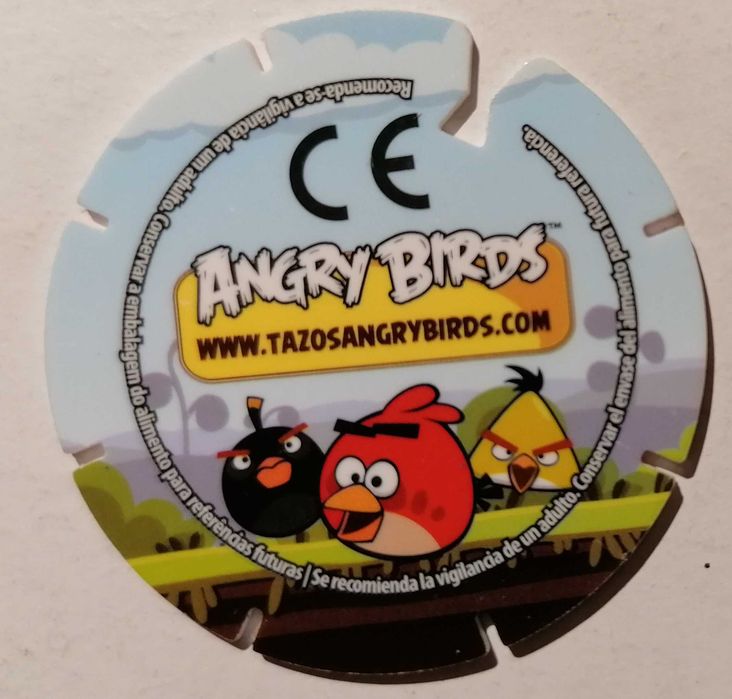 CE
ANGRY BIRDS™
WWW.TAZOSANGRYBIRDS.COM
Recomenda-se a vigilância de um adulto. Conservar a embalagem do alimento para referências futuras | Se recomienda la vigilancia de un adulto. Conservar el envase del alimento para futura referencia.